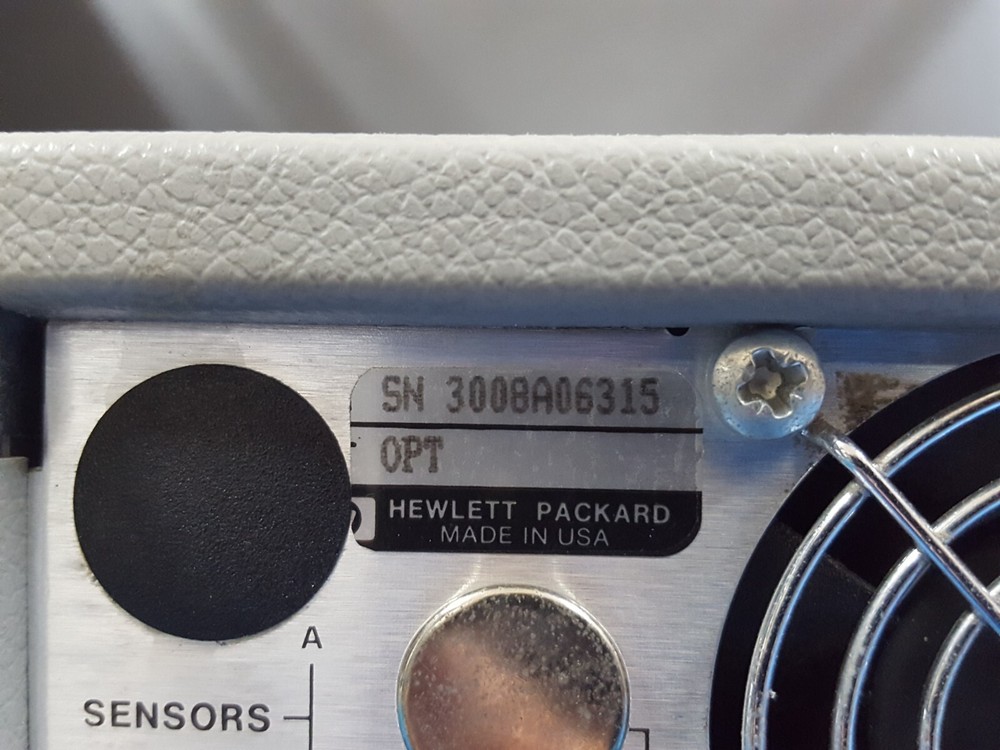 SN 3008A06315
OPT
HEWLETT PACKARD
MADE IN USA
A
SENSORS